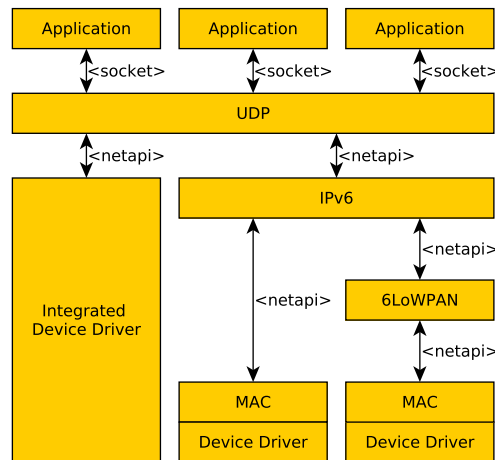 Application
Application
Application
<socket>
<socket>
<socket>
UDP
<netapi>
<netapi>
IPv6
<netapi>
Integrated
Device Driver
<netapi>
6LoWPAN
<netapi>
MAC
MAC
Device Driver
Device Driver